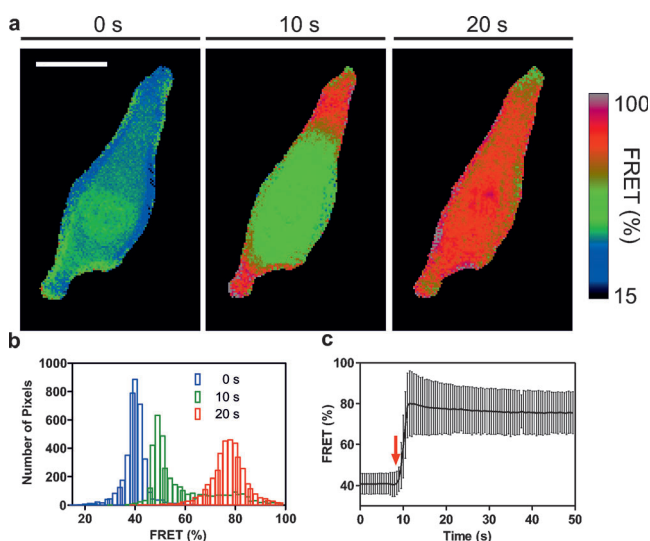 a
0 s 10 s 20 s
100
FRET (%)
15
b
1000
800
600
400
200
0
Number of Pixels
0 s
10 s
20 s
20 40 60 80 100
FRET (%)
c
100
80
60
40
FRET (%)
0 10 20 30 40 50
Time (s)